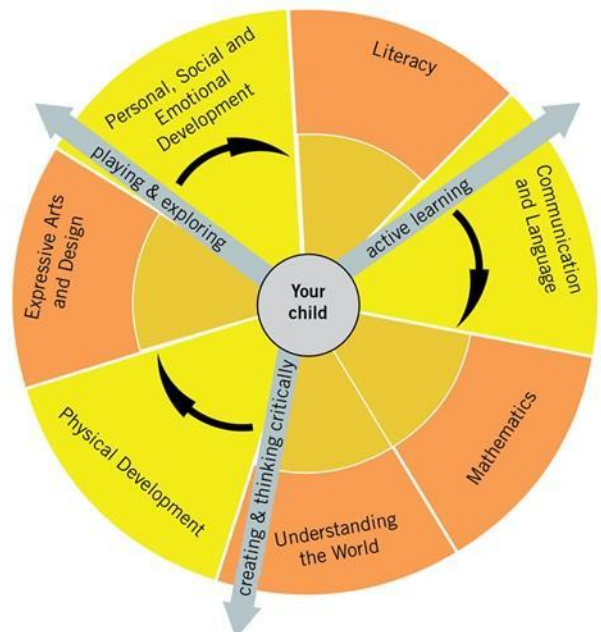 Personal, Social and
Emotional
Development
Literacy
playing & exploring
active learning
Communication
and Language
Expressive Arts
and Design
Your
child
Physical Development
creating & thinking critically
Mathematics
Understanding
the World